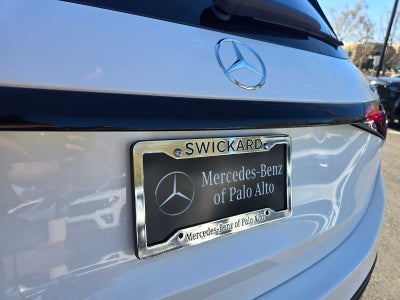 SWICKARD
Mercedes-Benz
of Palo Alto
Mercedes-Benz of Palo Alto